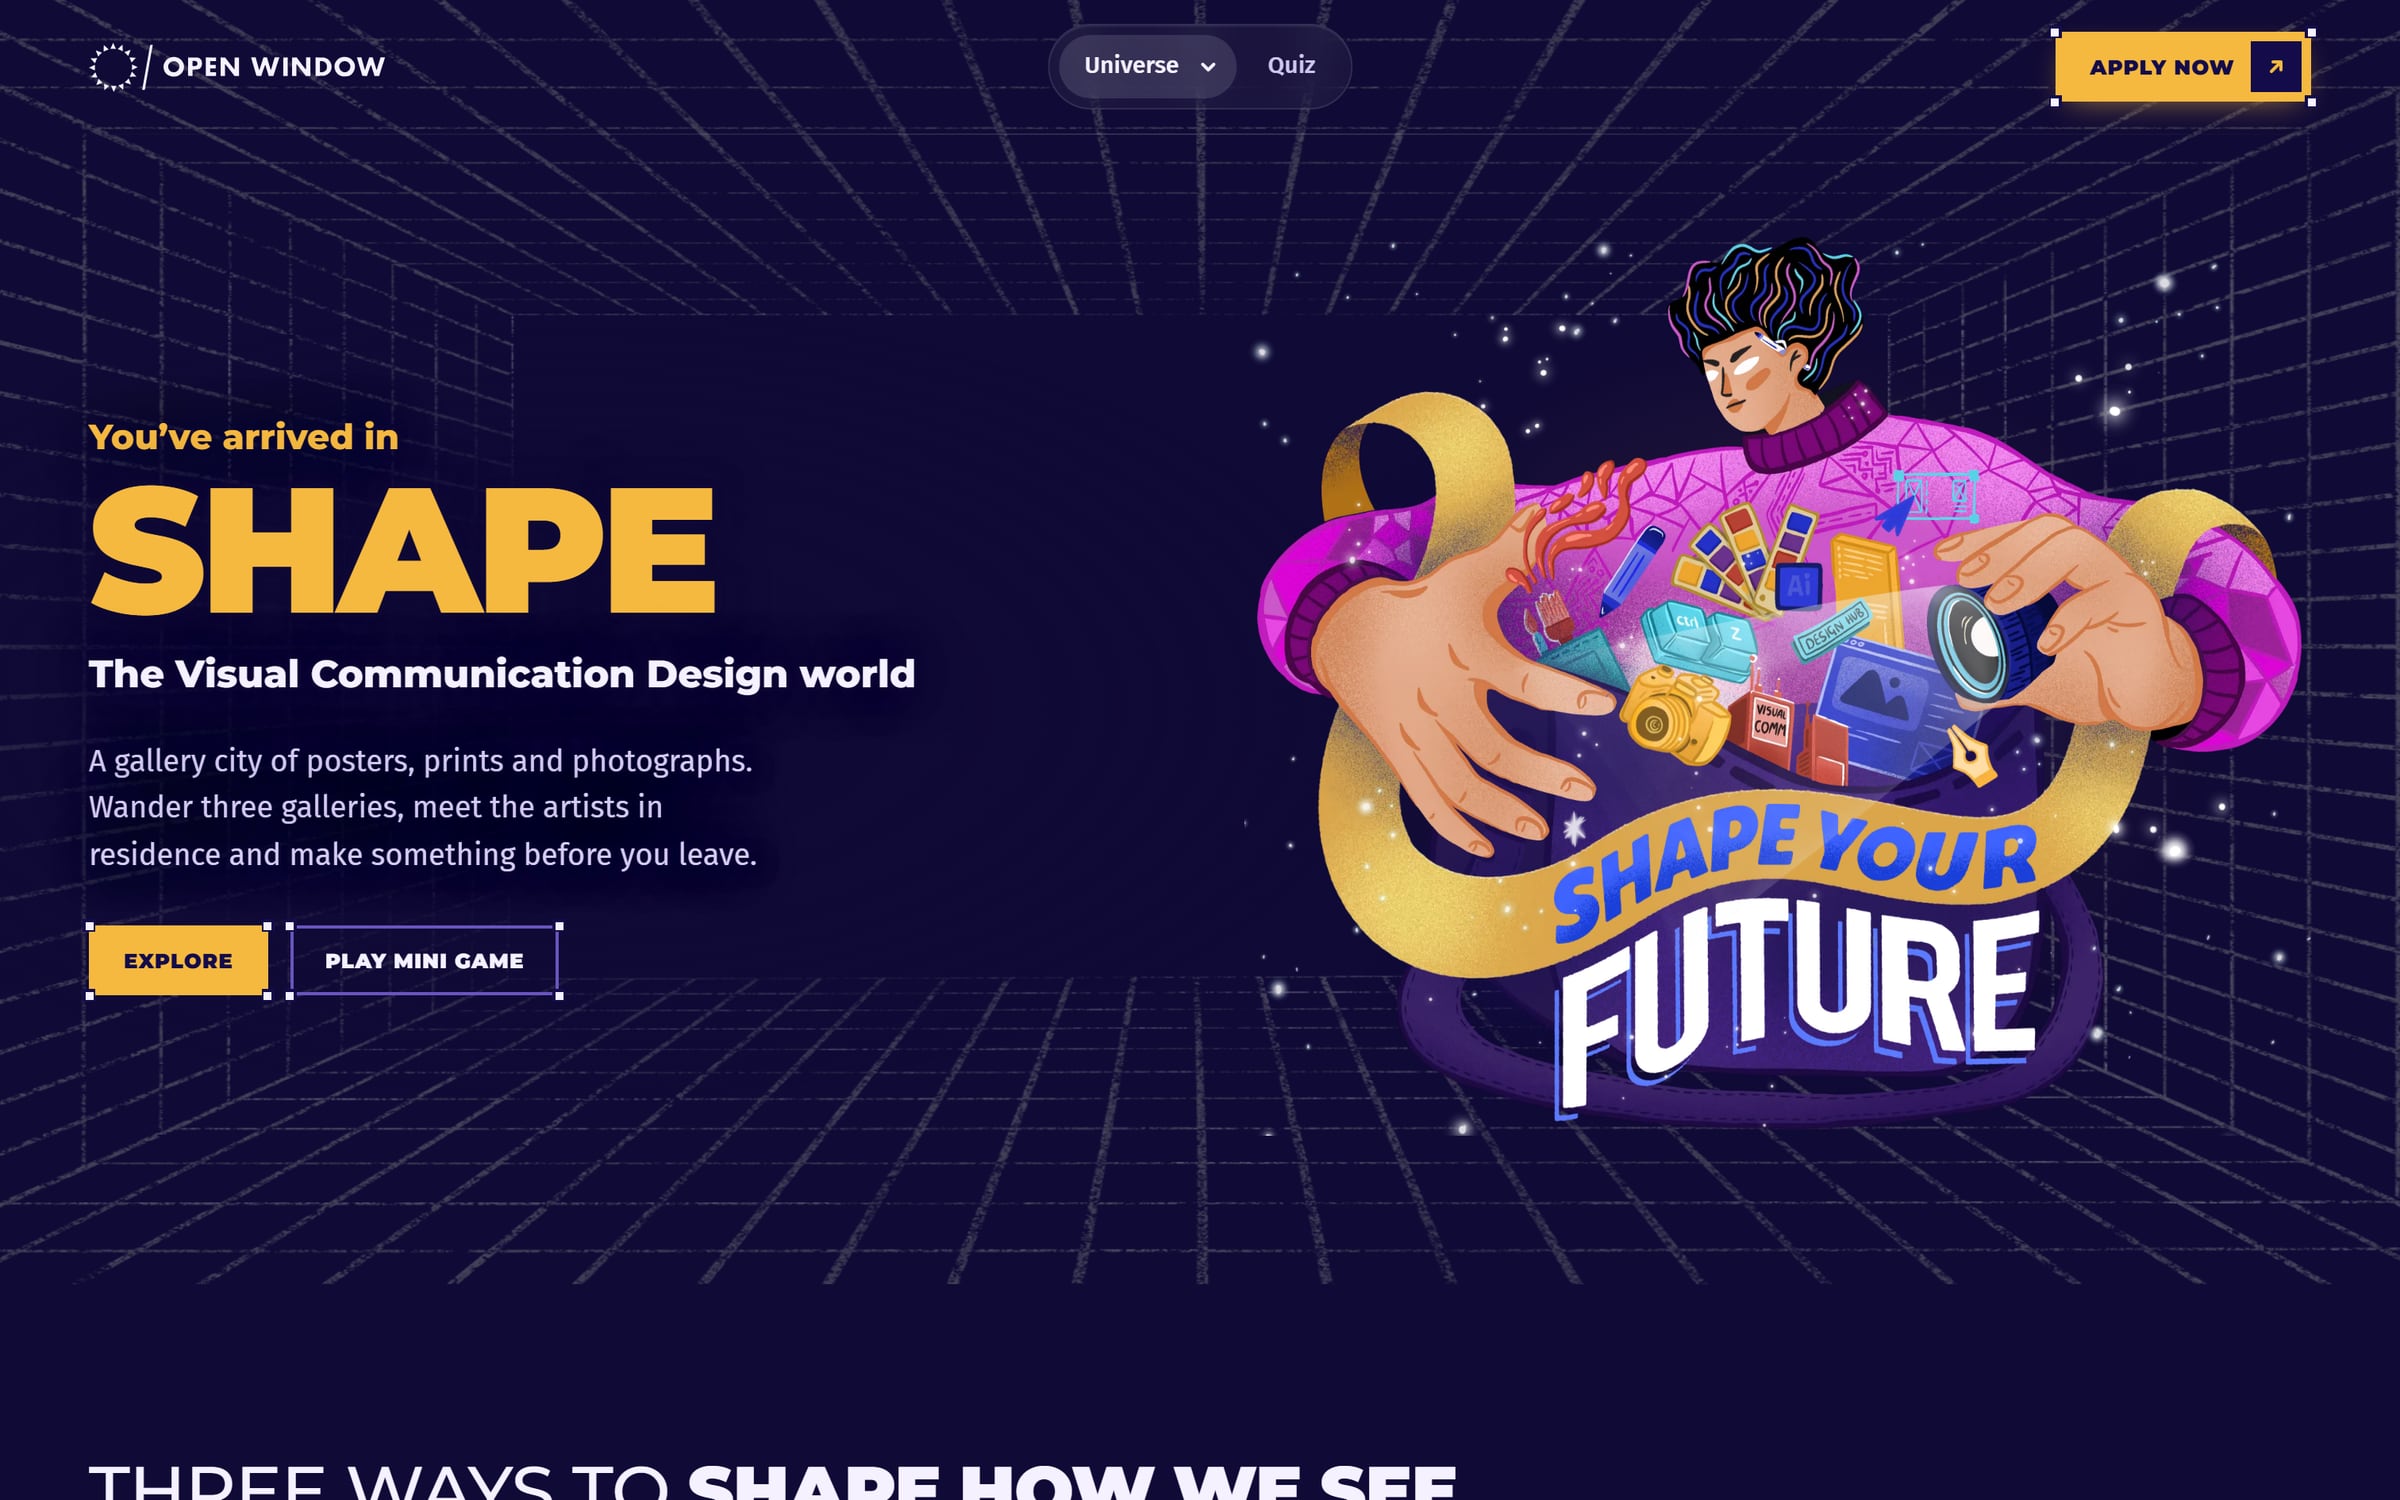 OPEN WINDOW
Universe
Quiz
APPLY NOW
You’ve arrived in
SHAPE
The Visual Communication Design world
A gallery city of posters, prints and photographs.
Wander three galleries, meet the artists in
residence and make something before you leave.
EXPLORE
PLAY MINI GAME
Ai
Ctrl
Z
DESIGN HUB
VISUAL
COMM
SHAPE YOUR
FUTURE
THREE WAYS TO SHAPE HOW WE SEE